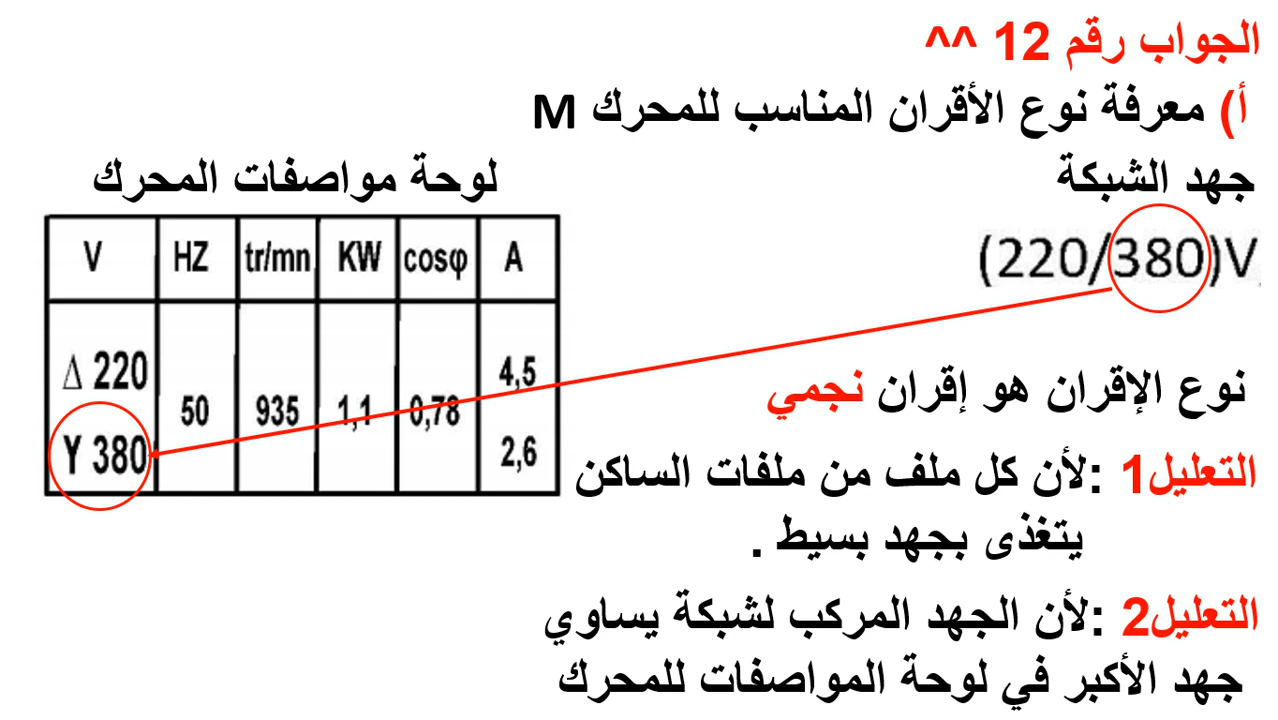 الجواب رقم 12 ^^
أ) معرفة نوع الأقران المناسب للمحرك M
جهد الشبكة
(220/380)V
لوحة مواصفات المحرك
V HZ tr/mn KW cosφ A
Δ 220 4,5
50 935 1,1 0,78
Y 380 2,6
نوع الإقران هو إقران نجمي
التعليل1 :لأن كل ملف من ملفات الساكن
يتغذى بجهد بسيط .
التعليل2 :لأن الجهد المركب لشبكة يساوي
جهد الأكبر في لوحة المواصفات للمحرك